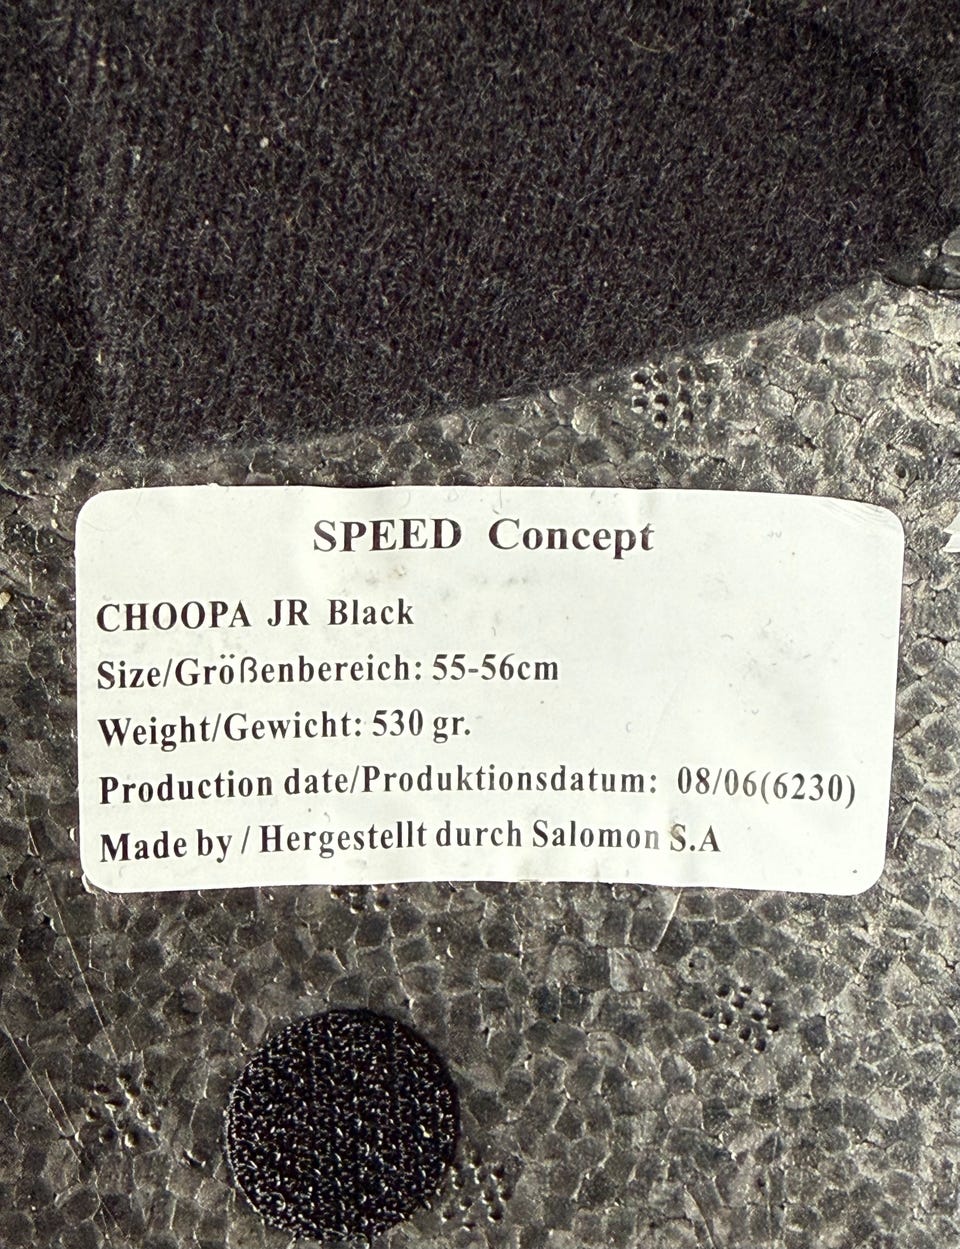 SPEED Concept
CHOOPA JR Black
Size/Größenbereich: 55-56cm
Weight/Gewicht: 530 gr.
Production date/Produktionsdatum: 08/06(6230)
Made by / Hergestellt durch Salomon S.A